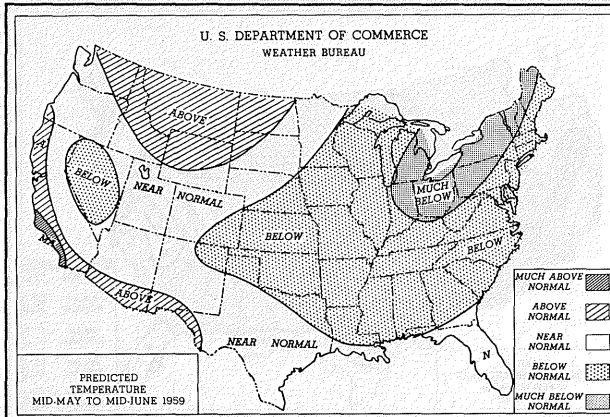 U. S. DEPARTMENT OF COMMERCE
WEATHER BUREAU
ABOVE
BELOW
NEAR NORMAL
MUCH
BELOW
BELOW
BELOW
A
MA
ABOVE
NEAR NORMAL
N
MUCH ABOVE
NORMAL
ABOVE
NORMAL
NEAR
NORMAL
BELOW
NORMAL
MUCH BELOW
NORMAL
PREDICTED
TEMPERATURE
MID-MAY TO MID-JUNE 1959